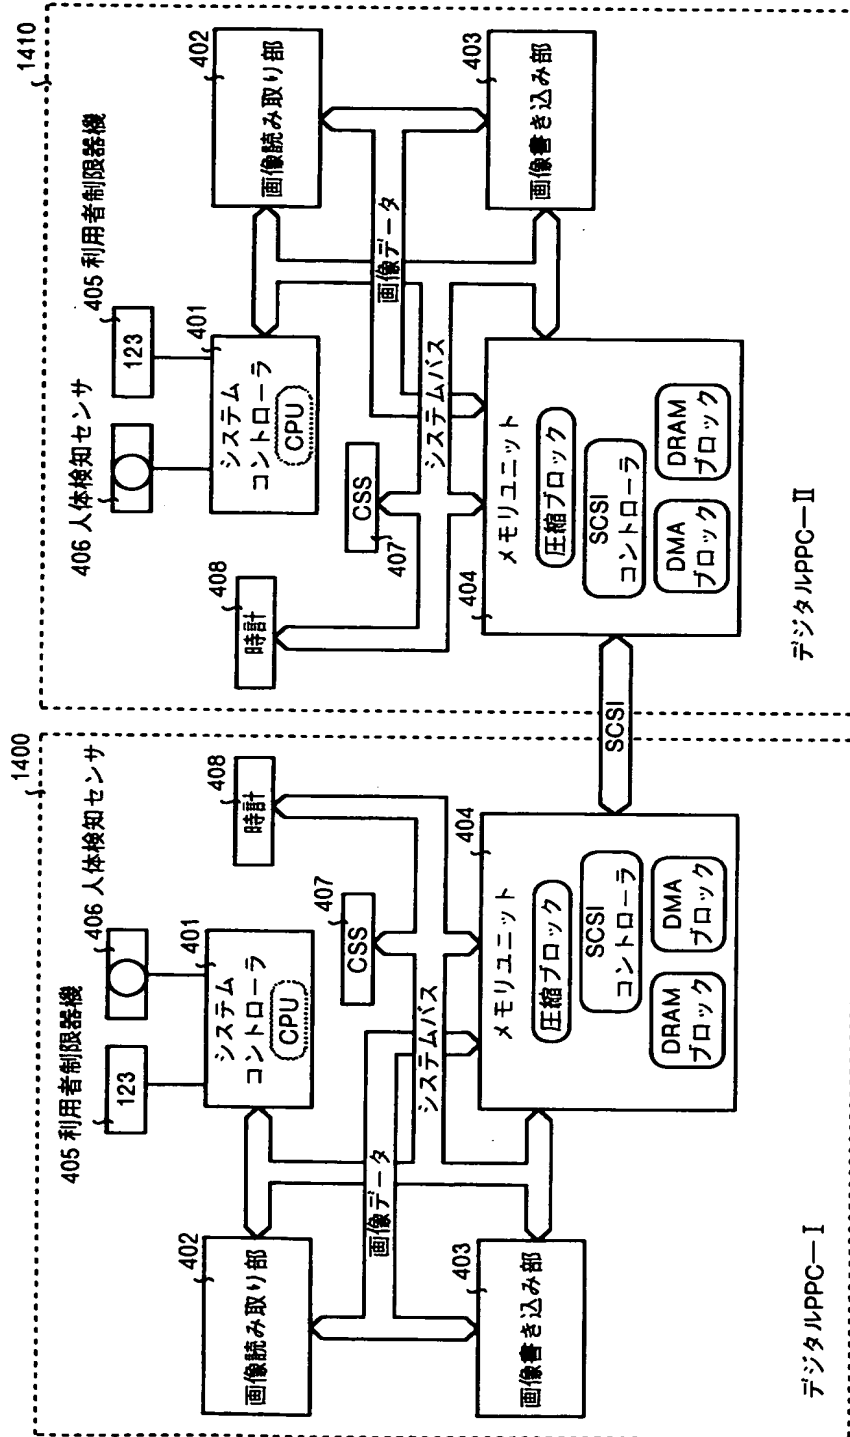 1400
405 利用者制限器機
406 人体検知センサ
123
401
システム
コントローラ
CPU
402
画像読み取り部
408
時計
407
CSS
画像データ
システムバス
403
画像書き込み部
404
メモリユニット
圧縮ブロック
SCSI
コントローラ
DRAM
ブロック
DMA
ブロック
デジタルPPC―I
SCSI
1410
406 人体検知センサ
405 利用者制限器機
123
401
システム
コントローラ
CPU
402
画像読み取り部
408
時計
CSS
407
画像データ
システムバス
403
画像書き込み部
404
メモリユニット
圧縮ブロック
SCSI
コントローラ
DMA
ブロック
DRAM
ブロック
デジタルPPC―II